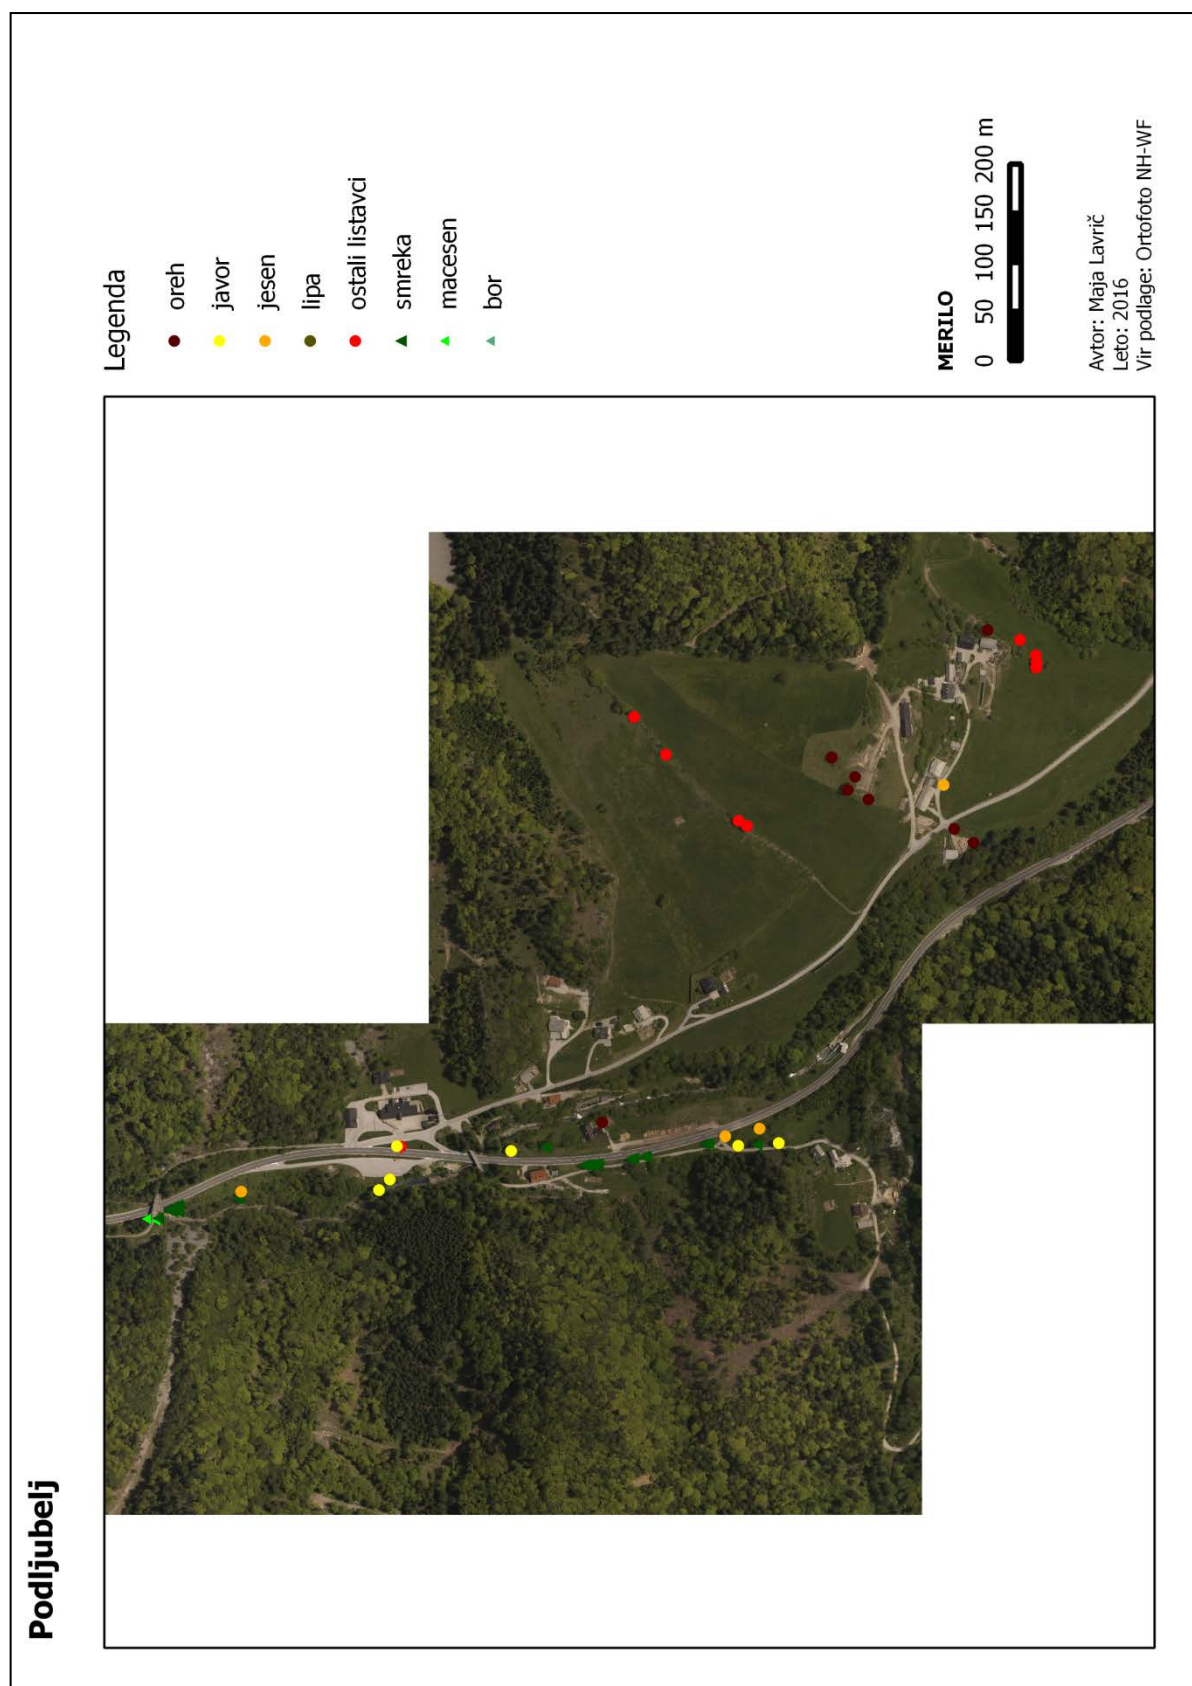 Podljubelj
Legenda
oreh
javor
jesen
lipa
ostali listavci
smreka
macesen
bor
MERILO
0 50 100 150 200 m
Avtor: Maja Lavrič
Leto: 2016
Vir podlage: Ortofoto NH-WF